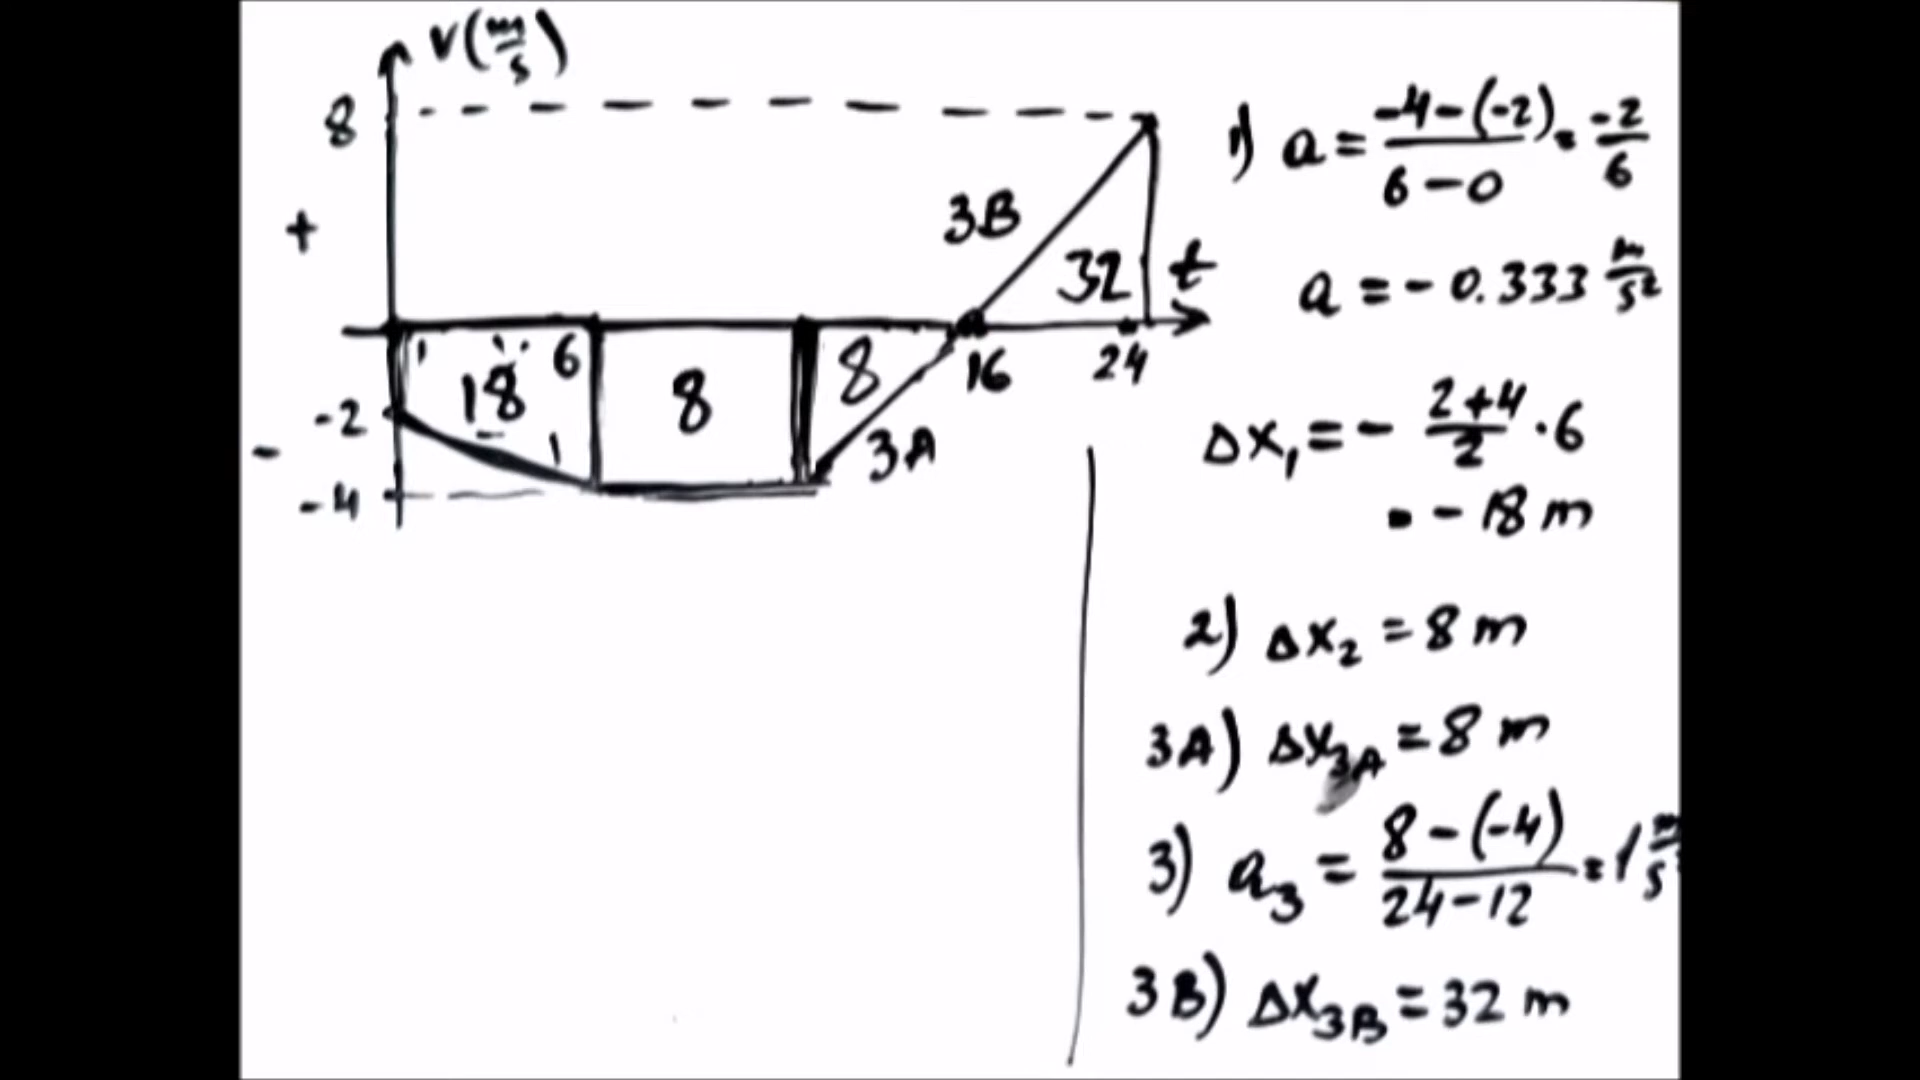 V(m/s)
8
+
3B
32
t
6
16
24
18
8
8
-2
3A
-
-4
1) a = -4-(-2)/6-0 = -2/6
a = -0.333 m/s²
Δx₁ = - 2+4/2 · 6
= -18 m
2) Δx₂ = 8 m
3A) Δx₃A = 8 m
3) a₃ = 8-(-4)/24-12 = 1 m/s
3B) Δx₃B = 32 m